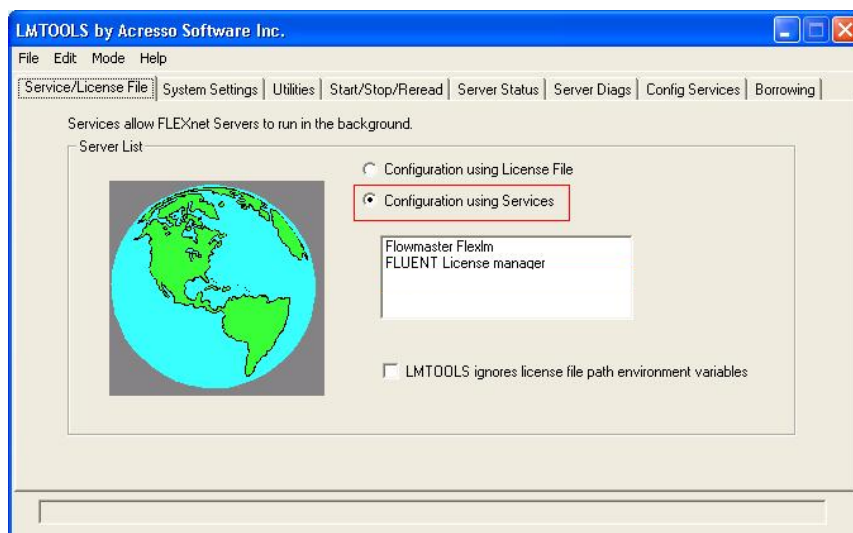 LMTOOLS by Acresso Software Inc.
File Edit Mode Help
Service/License File System Settings Utilities Start/Stop/Reread Server Status Server Diags Config Services Borrowing
Services allow FLEXnet Servers to run in the background.
Server List
Configuration using License File
Configuration using Services
Flowmaster Flexlm
FLUENT License manager
LMTOOLS ignores license file path environment variables